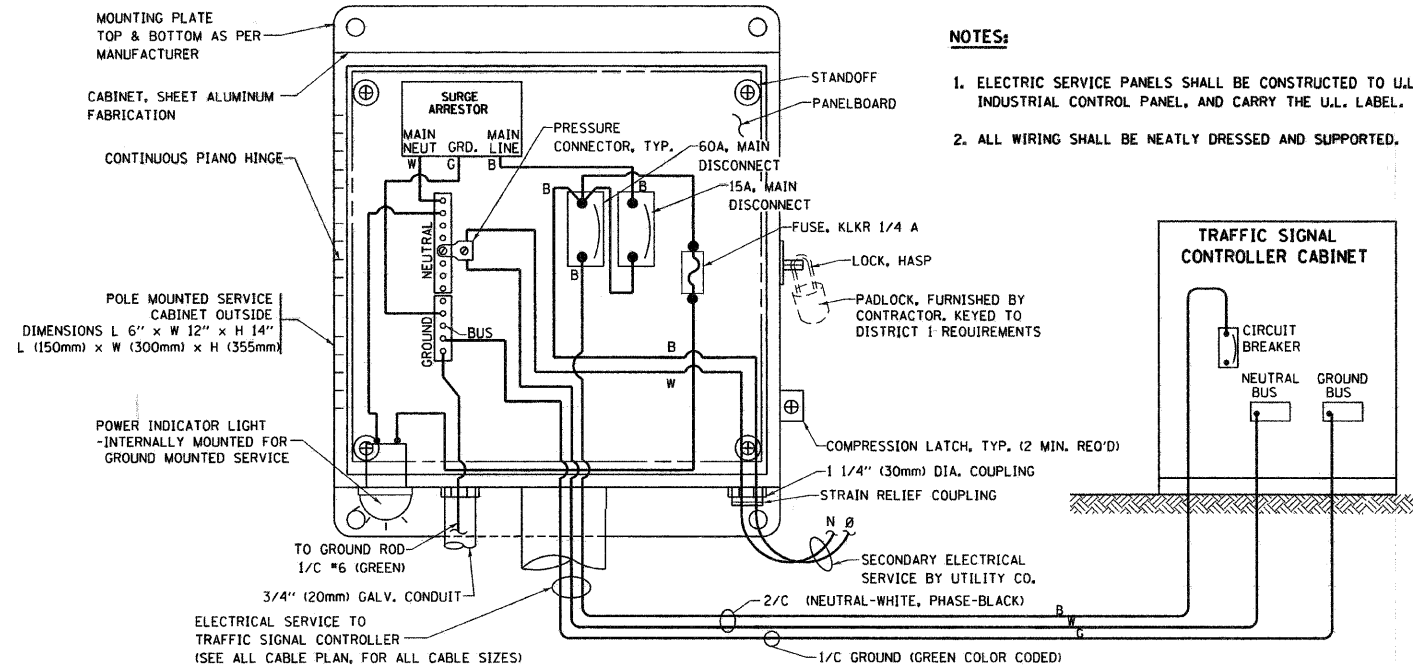 MOUNTING PLATE
TOP & BOTTOM AS PER
MANUFACTURER
CABINET, SHEET ALUMINUM
FABRICATION
CONTINUOUS PIANO HINGE
POLE MOUNTED SERVICE
CABINET OUTSIDE
DIMENSIONS L 6" x W 12" x H 14"
L (150mm) x W (300mm) x H (355mm)
POWER INDICATOR LIGHT
-INTERNALLY MOUNTED FOR
GROUND MOUNTED SERVICE
SURGE
ARRESTOR
MAIN
NEUT
GRD.
MAIN
LINE
W
G
B
PRESSURE
CONNECTOR, TYP.
STANDOFF
PANELBOARD
60A, MAIN
DISCONNECT
15A, MAIN
DISCONNECT
B
B
B
NEUTRAL
GROUND
BUS
FUSE, KLKR 1/4 A
LOCK, HASP
PADLOCK, FURNISHED BY
CONTRACTOR. KEYED TO
DISTRICT 1 REQUIREMENTS
B
W
COMPRESSION LATCH, TYP. (2 MIN. REQ'D)
1 1/4" (30mm) DIA. COUPLING
STRAIN RELIEF COUPLING
N Ø
SECONDARY ELECTRICAL
SERVICE BY UTILITY CO.
TO GROUND ROD
1/C #6 (GREEN)
3/4" (20mm) GALV. CONDUIT
ELECTRICAL SERVICE TO
TRAFFIC SIGNAL CONTROLLER
(SEE ALL CABLE PLAN, FOR ALL CABLE SIZES)
2/C (NEUTRAL-WHITE, PHASE-BLACK)
B
W
G
1/C GROUND (GREEN COLOR CODED)
NOTES:
1. ELECTRIC SERVICE PANELS SHALL BE CONSTRUCTED TO U.L.
INDUSTRIAL CONTROL PANEL, AND CARRY THE U.L. LABEL.
2. ALL WIRING SHALL BE NEATLY DRESSED AND SUPPORTED.
TRAFFIC SIGNAL
CONTROLLER CABINET
CIRCUIT
BREAKER
NEUTRAL
BUS
GROUND
BUS